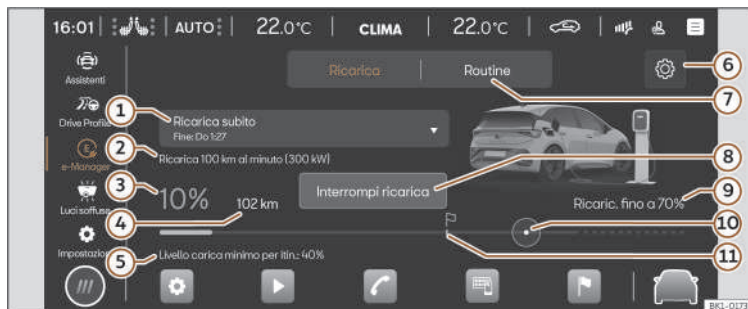 16:01 AUTO 22.0°C CLIMA 22.0°C
Assistenti
Ricarica Routine
6
7
Drive Profile
1
Ricarica subito
Fine: Do 1:27
2
Ricarica 100 km al minuto (300 kW)
e-Manager
8
3
10%
102 km
Interrompi ricarica
9
Ricaric. fino a 70%
Luci soffuse
4
10
Impostazioni
5
Livello carica minimo per itin.: 40%
11
BK1-0173